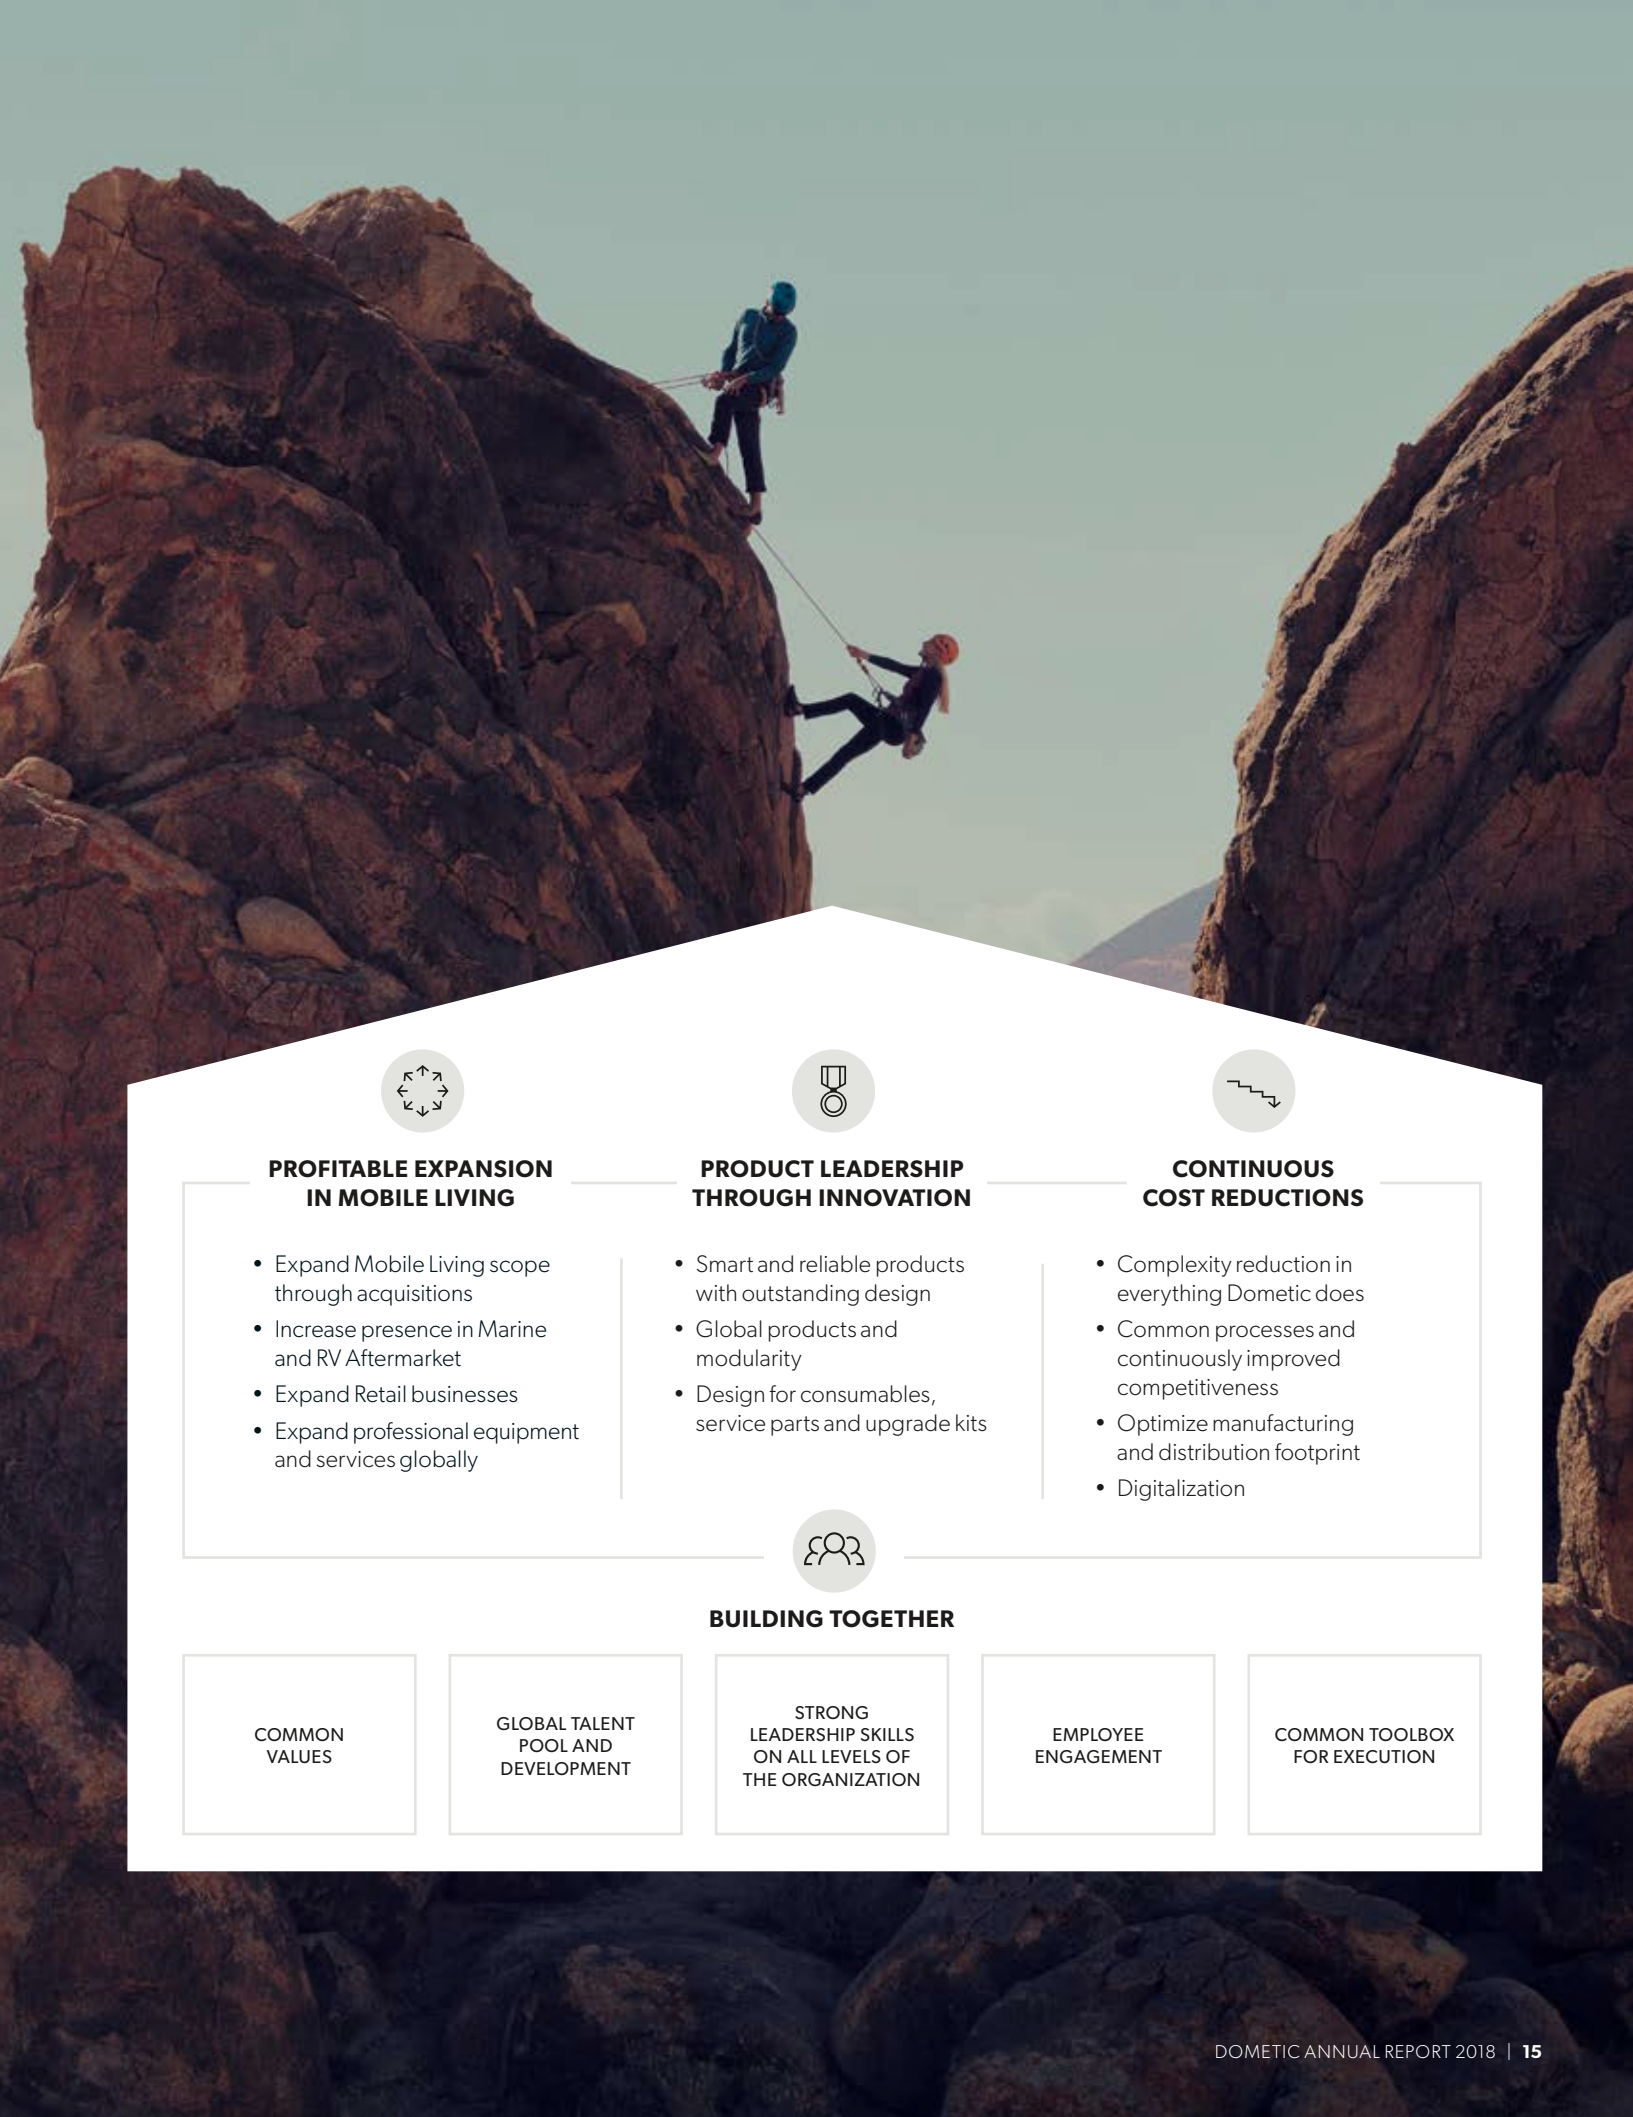 PROFITABLE EXPANSION
IN MOBILE LIVING
• Expand Mobile Living scope
through acquisitions
• Increase presence in Marine
and RV Aftermarket
• Expand Retail businesses
• Expand professional equipment
and services globally
PRODUCT LEADERSHIP
THROUGH INNOVATION
• Smart and reliable products
with outstanding design
• Global products and
modularity
• Design for consumables,
service parts and upgrade kits
CONTINUOUS
COST REDUCTIONS
• Complexity reduction in
everything Dometic does
• Common processes and
continuously improved
competitiveness
• Optimize manufacturing
and distribution footprint
• Digitalization
BUILDING TOGETHER
COMMON
VALUES
GLOBAL TALENT
POOL AND
DEVELOPMENT
STRONG
LEADERSHIP SKILLS
ON ALL LEVELS OF
THE ORGANIZATION
EMPLOYEE
ENGAGEMENT
COMMON TOOLBOX
FOR EXECUTION
DOMETIC ANNUAL REPORT 2018 | 15